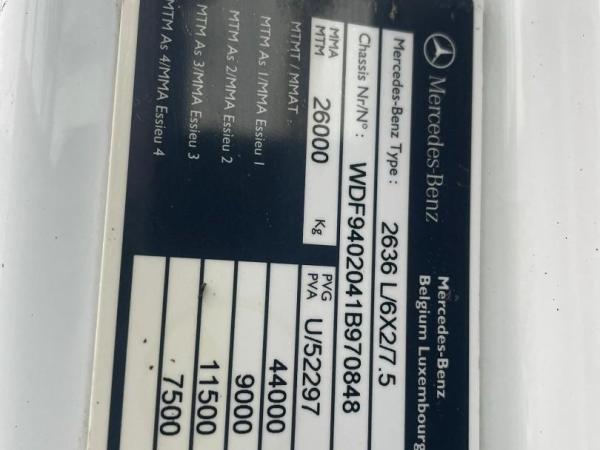 Mercedes-Benz
Mercedes-Benz
Belgium Luxembourg
Mercedes-Benz Type : 2636 L/6X2/7.5
Chassis Nr/N° : WDF9402041B970848
MMA
MTM 26000 Kg
PVG
PVA U/52297
MTMT / MMAT : 44000
MTM As 1/MMA Essieu 1 9000
MTM As 2/MMA Essieu 2 11500
MTM As 3/MMA Essieu 3 7500
MTM As 4/MMA Essieu 4